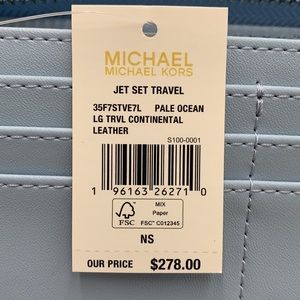 MICHAEL
MICHAEL KORS
JET SET TRAVEL
35F7STVE7L PALE OCEAN
LG TRVL CONTINENTAL
LEATHER
S100-0001
1 96163 26271 0
FSC
MIX
Paper
FSC® C012345
NS
OUR PRICE $278.00